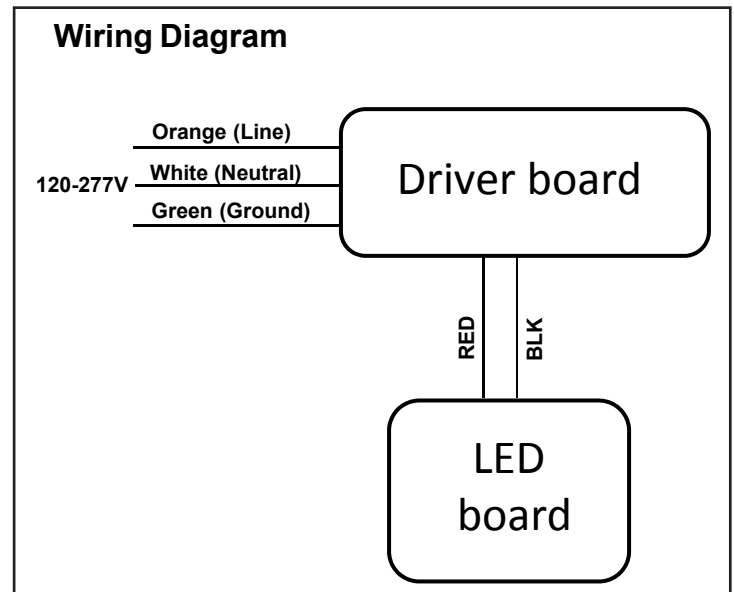 Wiring Diagram
Orange (Line)
120-277V
White (Neutral)
Green (Ground)
Driver board
RED
BLK
LED
board